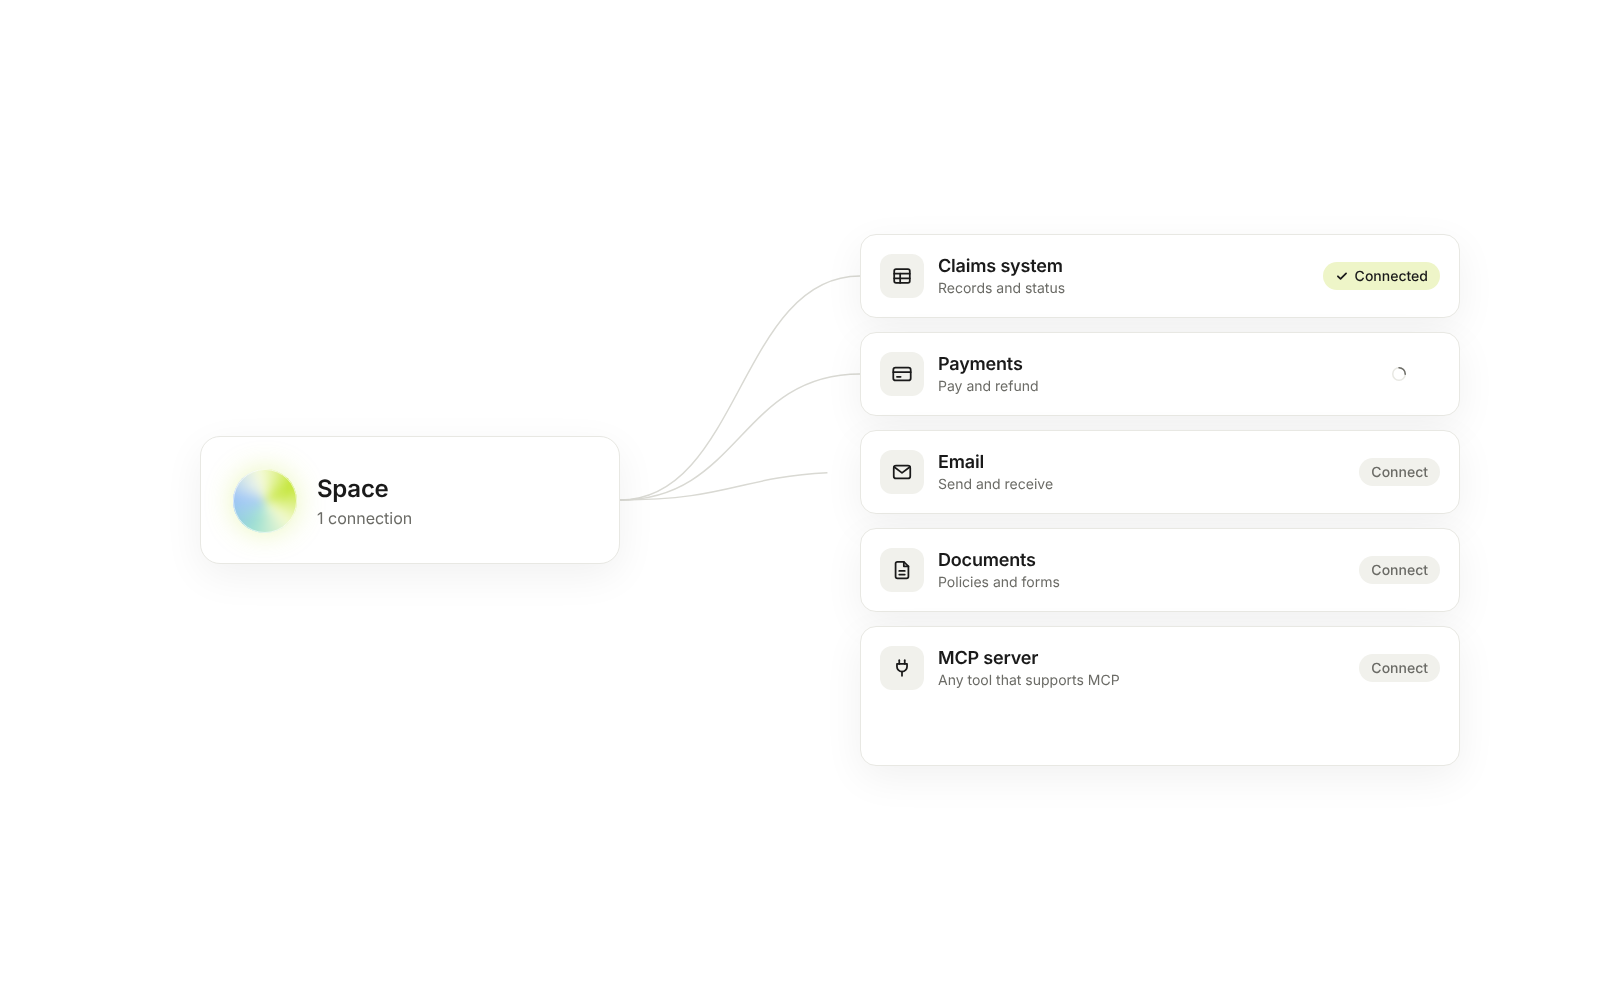 Space
1 connection
Claims system
Records and status
Connected
Payments
Pay and refund
Email
Send and receive
Connect
Documents
Policies and forms
Connect
MCP server
Any tool that supports MCP
Connect